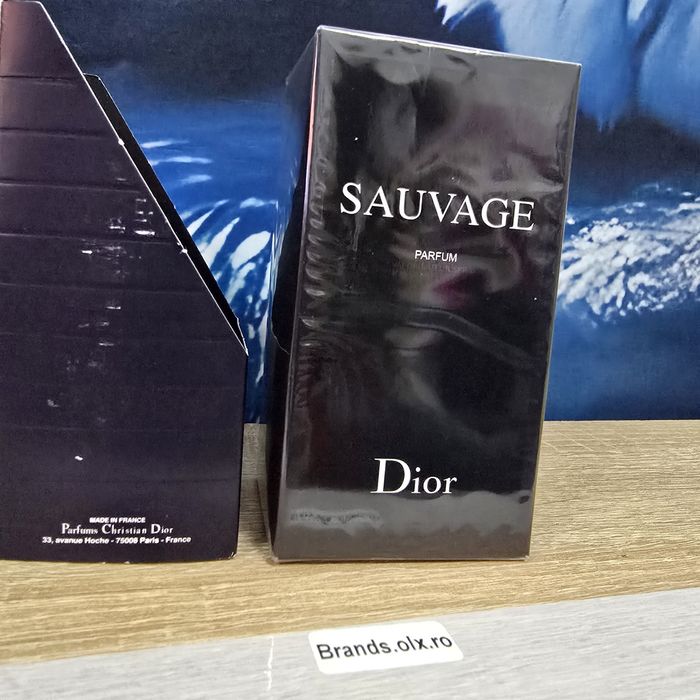 MADE IN FRANCE
Parfums Christian Dior
33, avenue Hoche - 75008 Paris - France
SAUVAGE
PARFUM
Dior
Brands.olx.ro